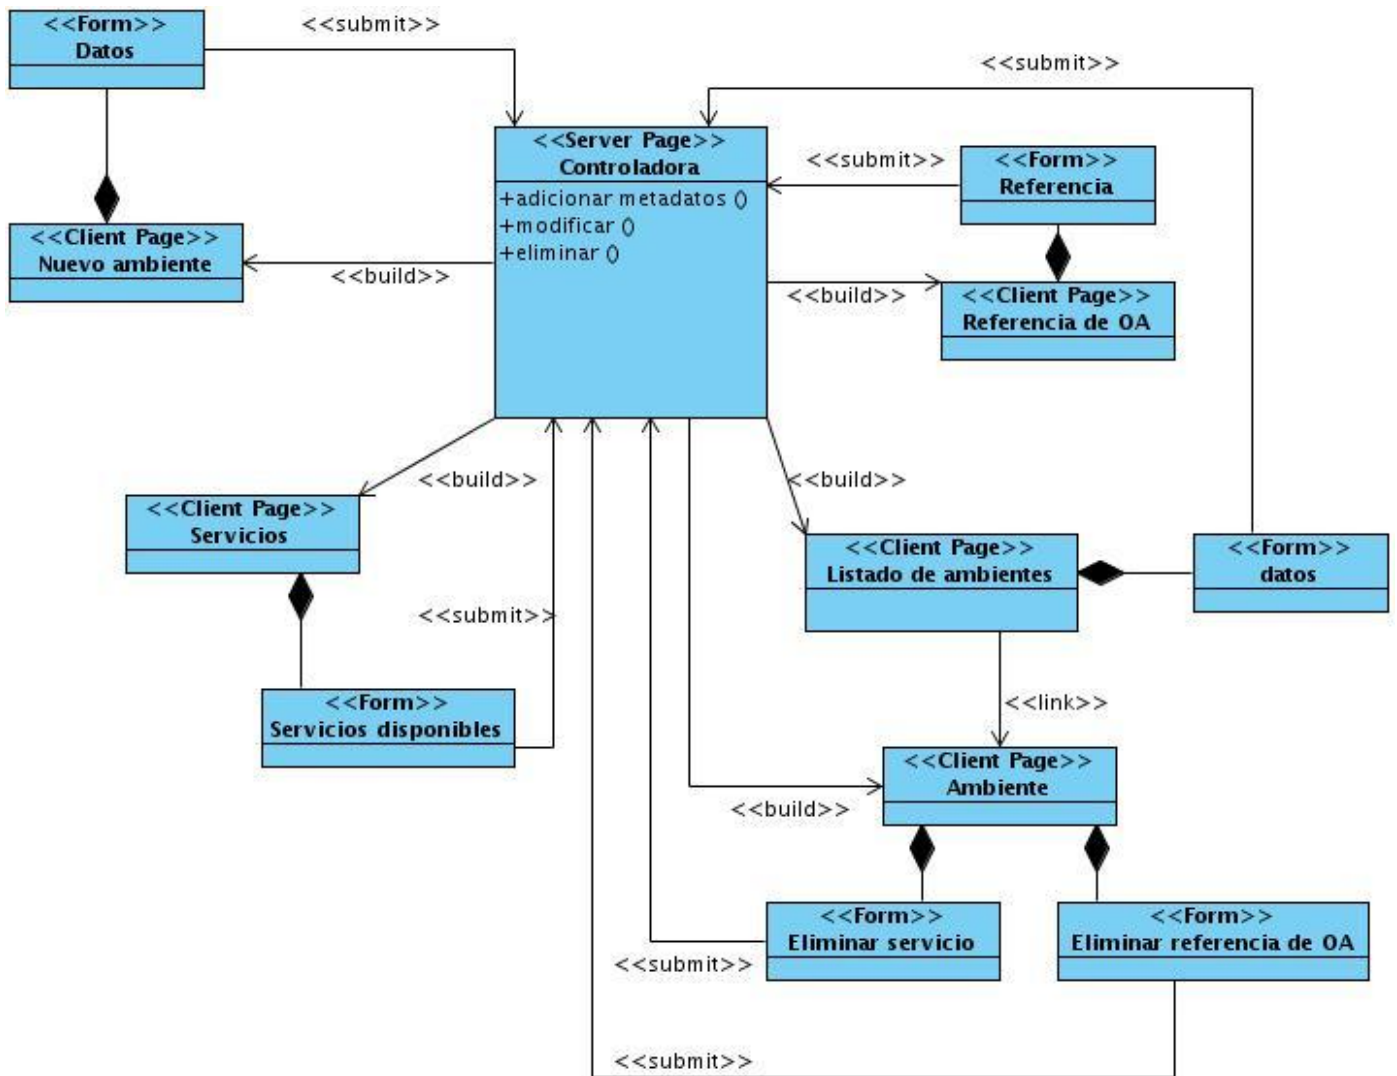 <<Form>>
Datos
<<submit>>
<<submit>>
<<Server Page>>
Controladora
+adicionar metadatos ()
+modificar ()
+eliminar ()
<<submit>>
<<Form>>
Referencia
<<Client Page>>
Nuevo ambiente
<<build>>
<<build>>
<<Client Page>>
Referencia de OA
<<build>>
<<build>>
<<Client Page>>
Servicios
<<Client Page>>
Listado de ambientes
<<Form>>
datos
<<submit>>
<<Form>>
Servicios disponibles
<<link>>
<<Client Page>>
Ambiente
<<build>>
<<Form>>
Eliminar servicio
<<Form>>
Eliminar referencia de OA
<<submit>>
<<submit>>